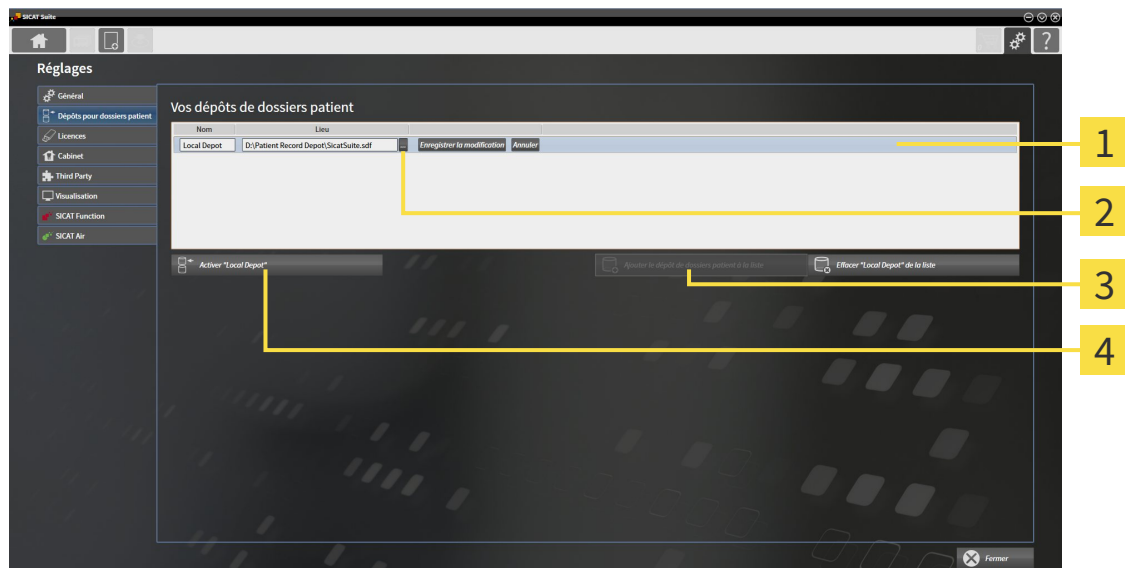 SICAT Suite
?
Réglages
Général
Dépôts pour dossiers patient
Licences
Cabinet
Third Party
Visualisation
SICAT Function
SICAT Air
Vos dépôts de dossiers patient
Nom Lieu
Local Depot D:\Patient Record Depot\SicatSuite.sdf ... Enregistrer la modification Annuler
Activer "Local Depot"
Ajouter le dépôt de dossiers patient à la liste
Effacer "Local Depot" de la liste
Fermer
1
2
3
4